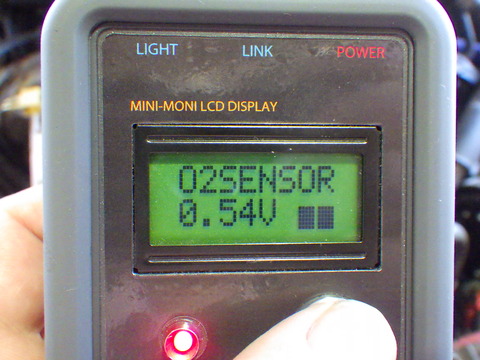 LIGHT LINK POWER
MINI-MONI LCD DISPLAY
O2SENSOR
0.54V